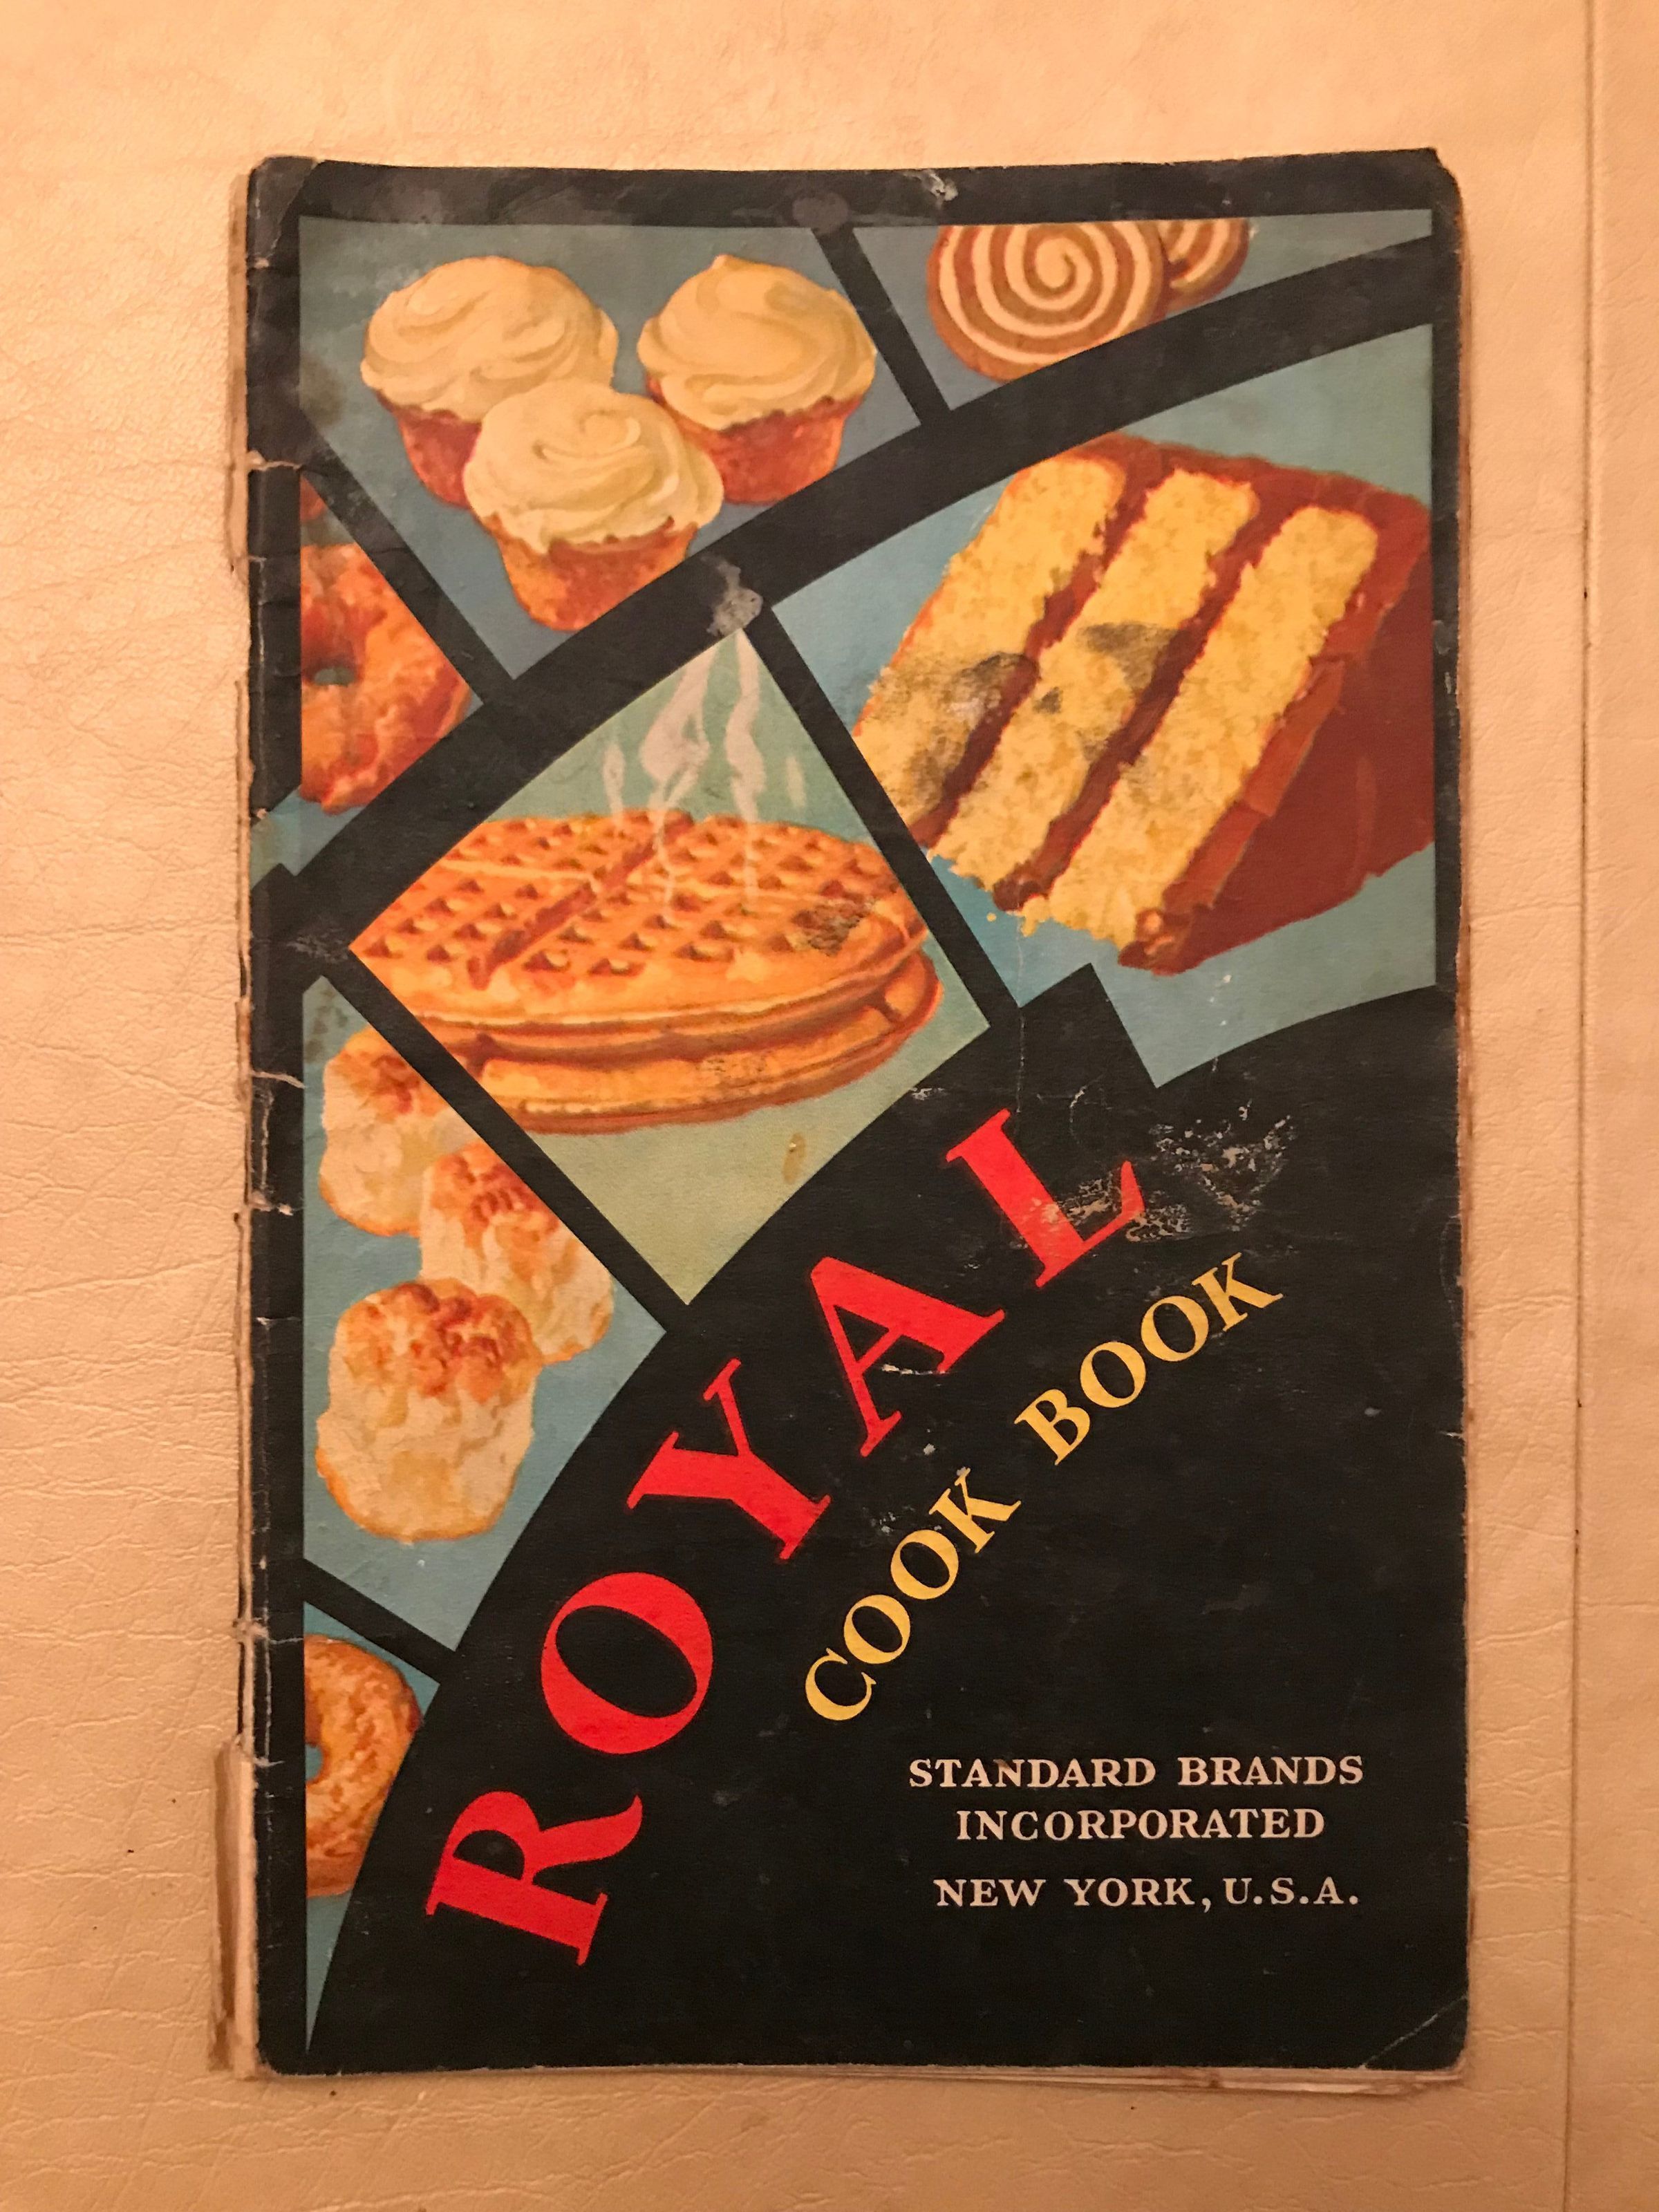 ROYAL
COOK BOOK
STANDARD BRANDS
INCORPORATED
NEW YORK, U.S.A.